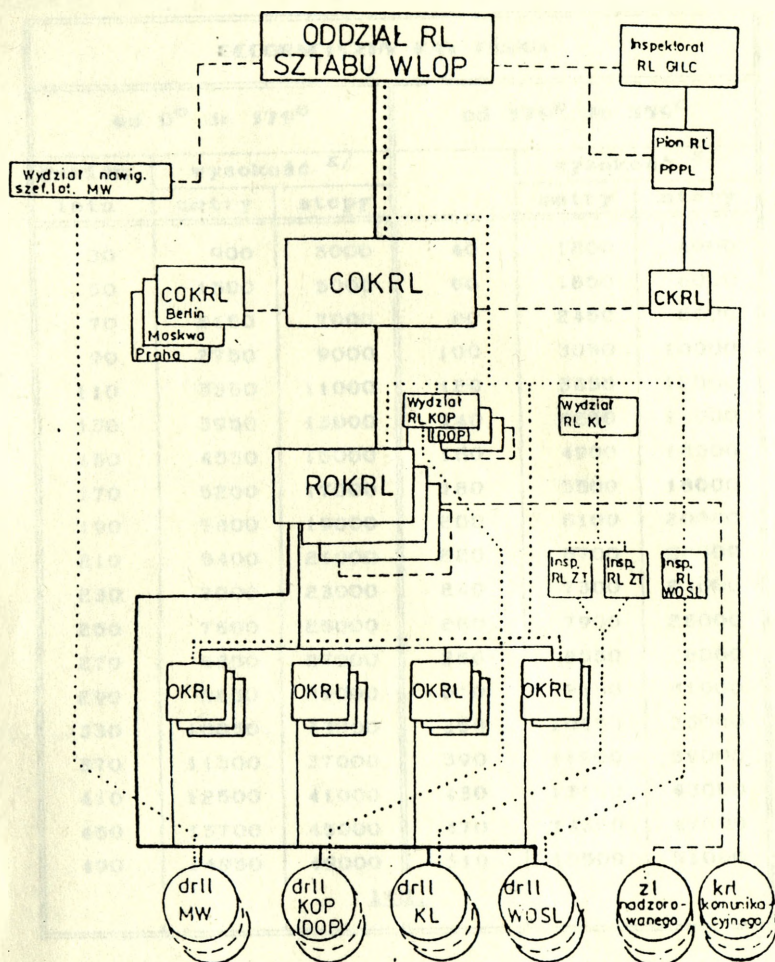 ODDZIAŁ RL
SZTABU WLOP
Inspektorat
RL GILC
Pion RL
PPPL
Wydział nawig.
szef.lot. MW
COKRL
COKRL
Berlin
Moskwa
Praha
CKRL
Wydział
RL KOP
(DOP)
Wydział
RL KL
ROKRL
Insp.
RL ZT
Insp.
RL ZT
Insp.
RL
WOSL
OKRL
OKRL
OKRL
OKRL
drll
MW
drll
KOP
(DOP)
drll
KL
drll
WOSL
zl
nadzoro-
wanego
krl
komunika-
cyjnego